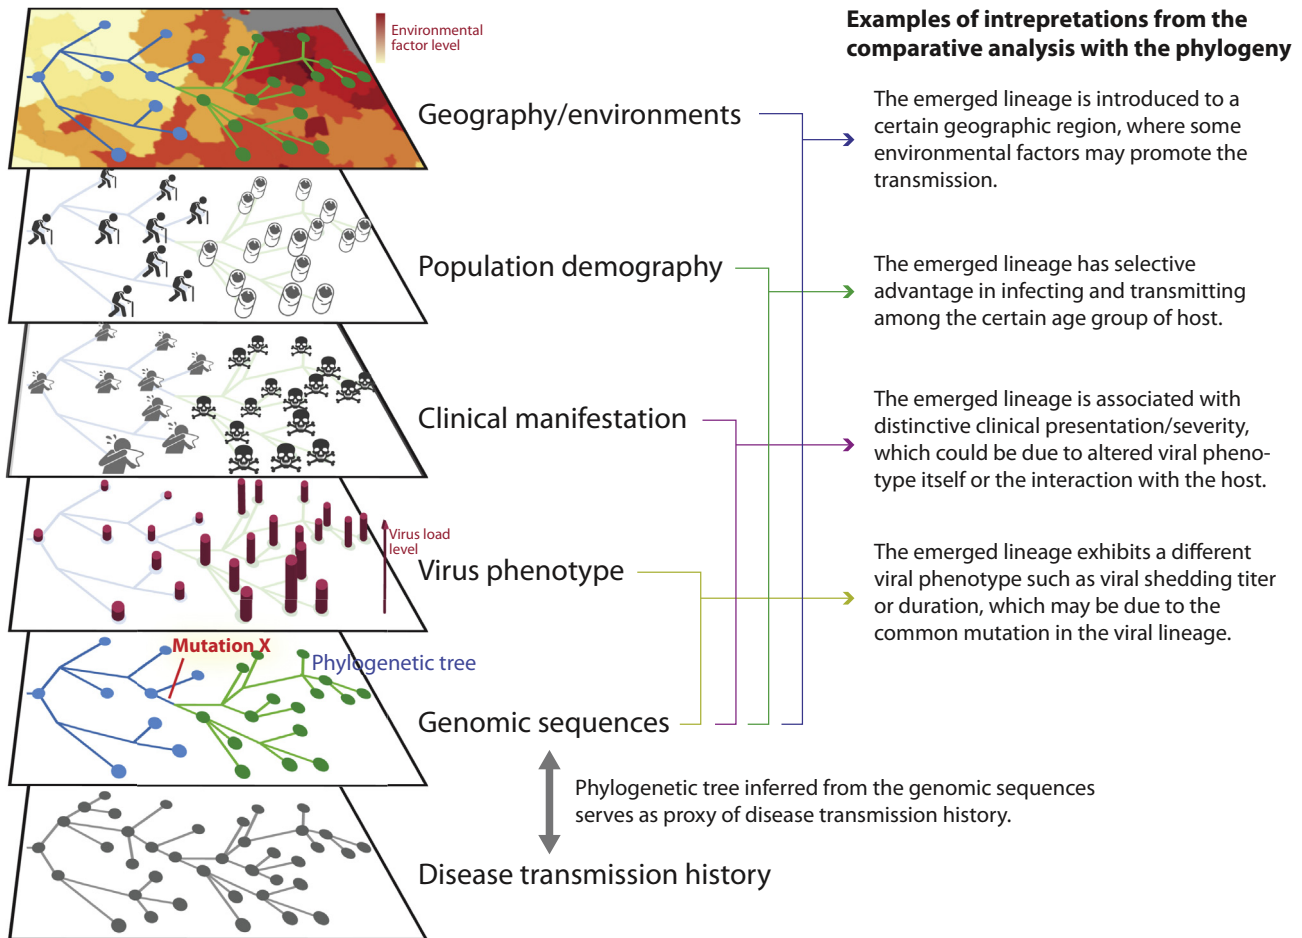 Environmental
factor level
Geography/environments
Population demography
Clinical manifestation
Virus load
level
Virus phenotype
Mutation X
Phylogenetic tree
Genomic sequences
Phylogenetic tree inferred from the genomic sequences
serves as proxy of disease transmission history.
Disease transmission history
Examples of intrepretations from the
comparative analysis with the phylogeny
The emerged lineage is introduced to a
certain geographic region, where some
environmental factors may promote the
transmission.
The emerged lineage has selective
advantage in infecting and transmitting
among the certain age group of host.
The emerged lineage is associated with
distinctive clinical presentation/severity,
which could be due to altered viral pheno-
type itself or the interaction with the host.
The emerged lineage exhibits a different
viral phenotype such as viral shedding titer
or duration, which may be due to the
common mutation in the viral lineage.